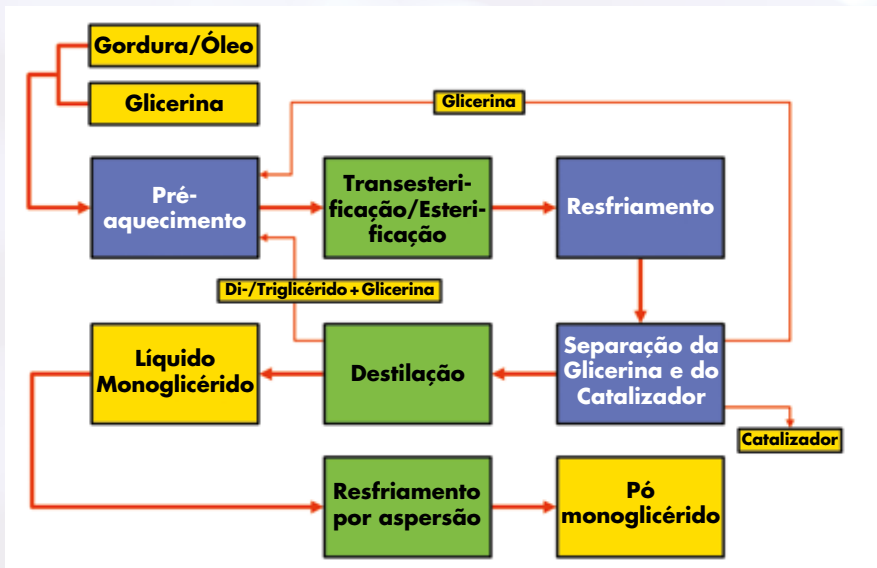 Gordura/Óleo
Glicerina
Glicerina
Pré-
aquecimento
Transesteri-
ficação/Esteri-
ficação
Resfriamento
Di-/Triglicérido + Glicerina
Líquido
Monoglicérido
Destilação
Separação da
Glicerina e do
Catalizador
Catalizador
Resfriamento
por aspersão
Pó
monoglicérido